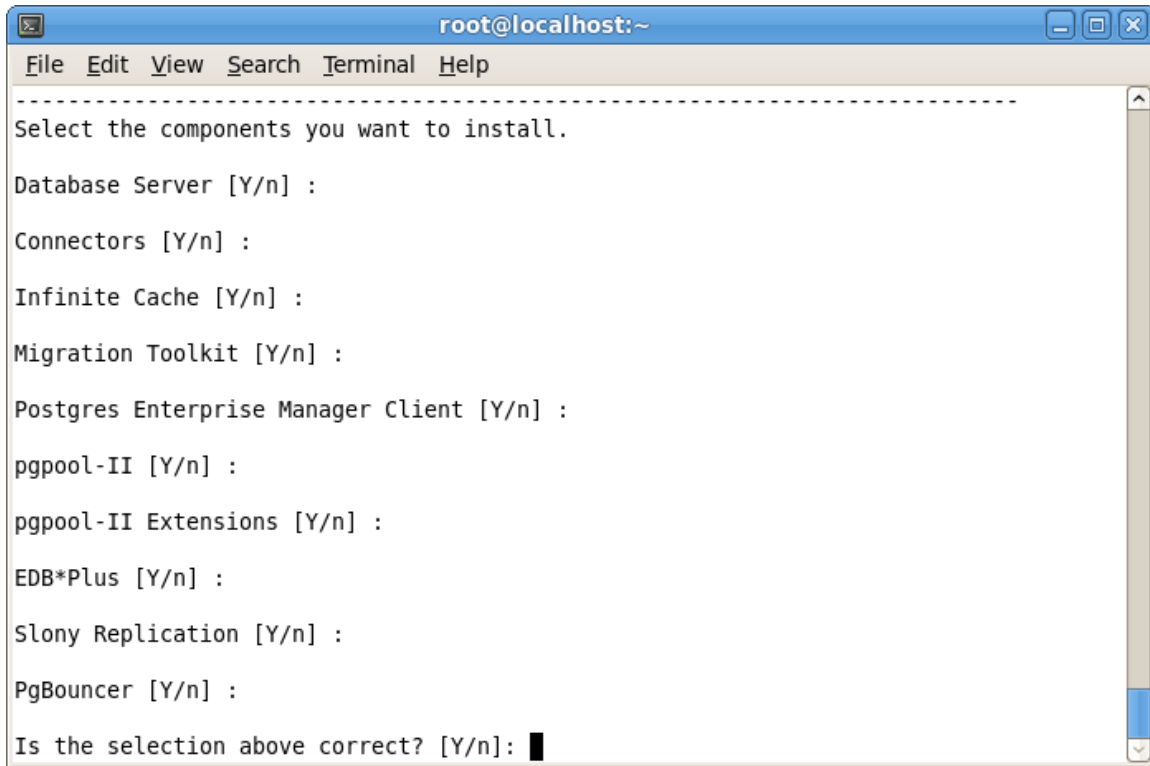 root@localhost:~
File Edit View Search Terminal Help
-------------------------------------------------------------------------------
Select the components you want to install.
Database Server [Y/n] :
Connectors [Y/n] :
Infinite Cache [Y/n] :
Migration Toolkit [Y/n] :
Postgres Enterprise Manager Client [Y/n] :
pgpool-II [Y/n] :
pgpool-II Extensions [Y/n] :
EDB*Plus [Y/n] :
Slony Replication [Y/n] :
PgBouncer [Y/n] :
Is the selection above correct? [Y/n]: